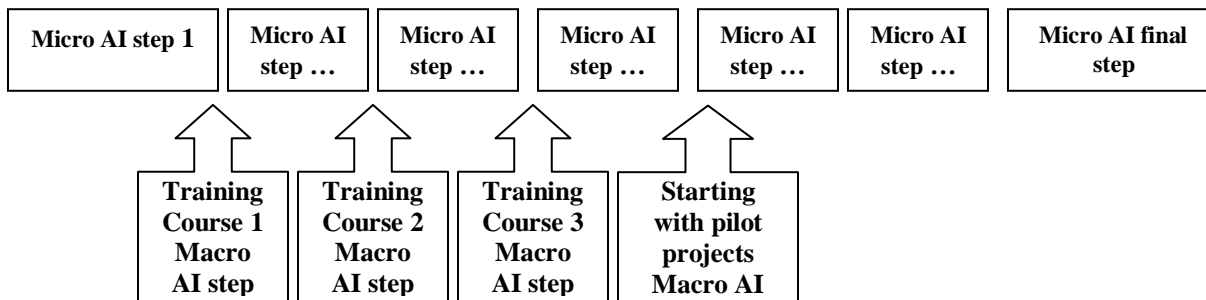 Micro AI step 1
Micro AI
step …
Micro AI
step …
Micro AI
step …
Micro AI
step …
Micro AI
step …
Micro AI final
step
Training
Course 1
Macro
AI step
Training
Course 2
Macro
AI step
Training
Course 3
Macro
AI step
Starting
with pilot
projects
Macro AI